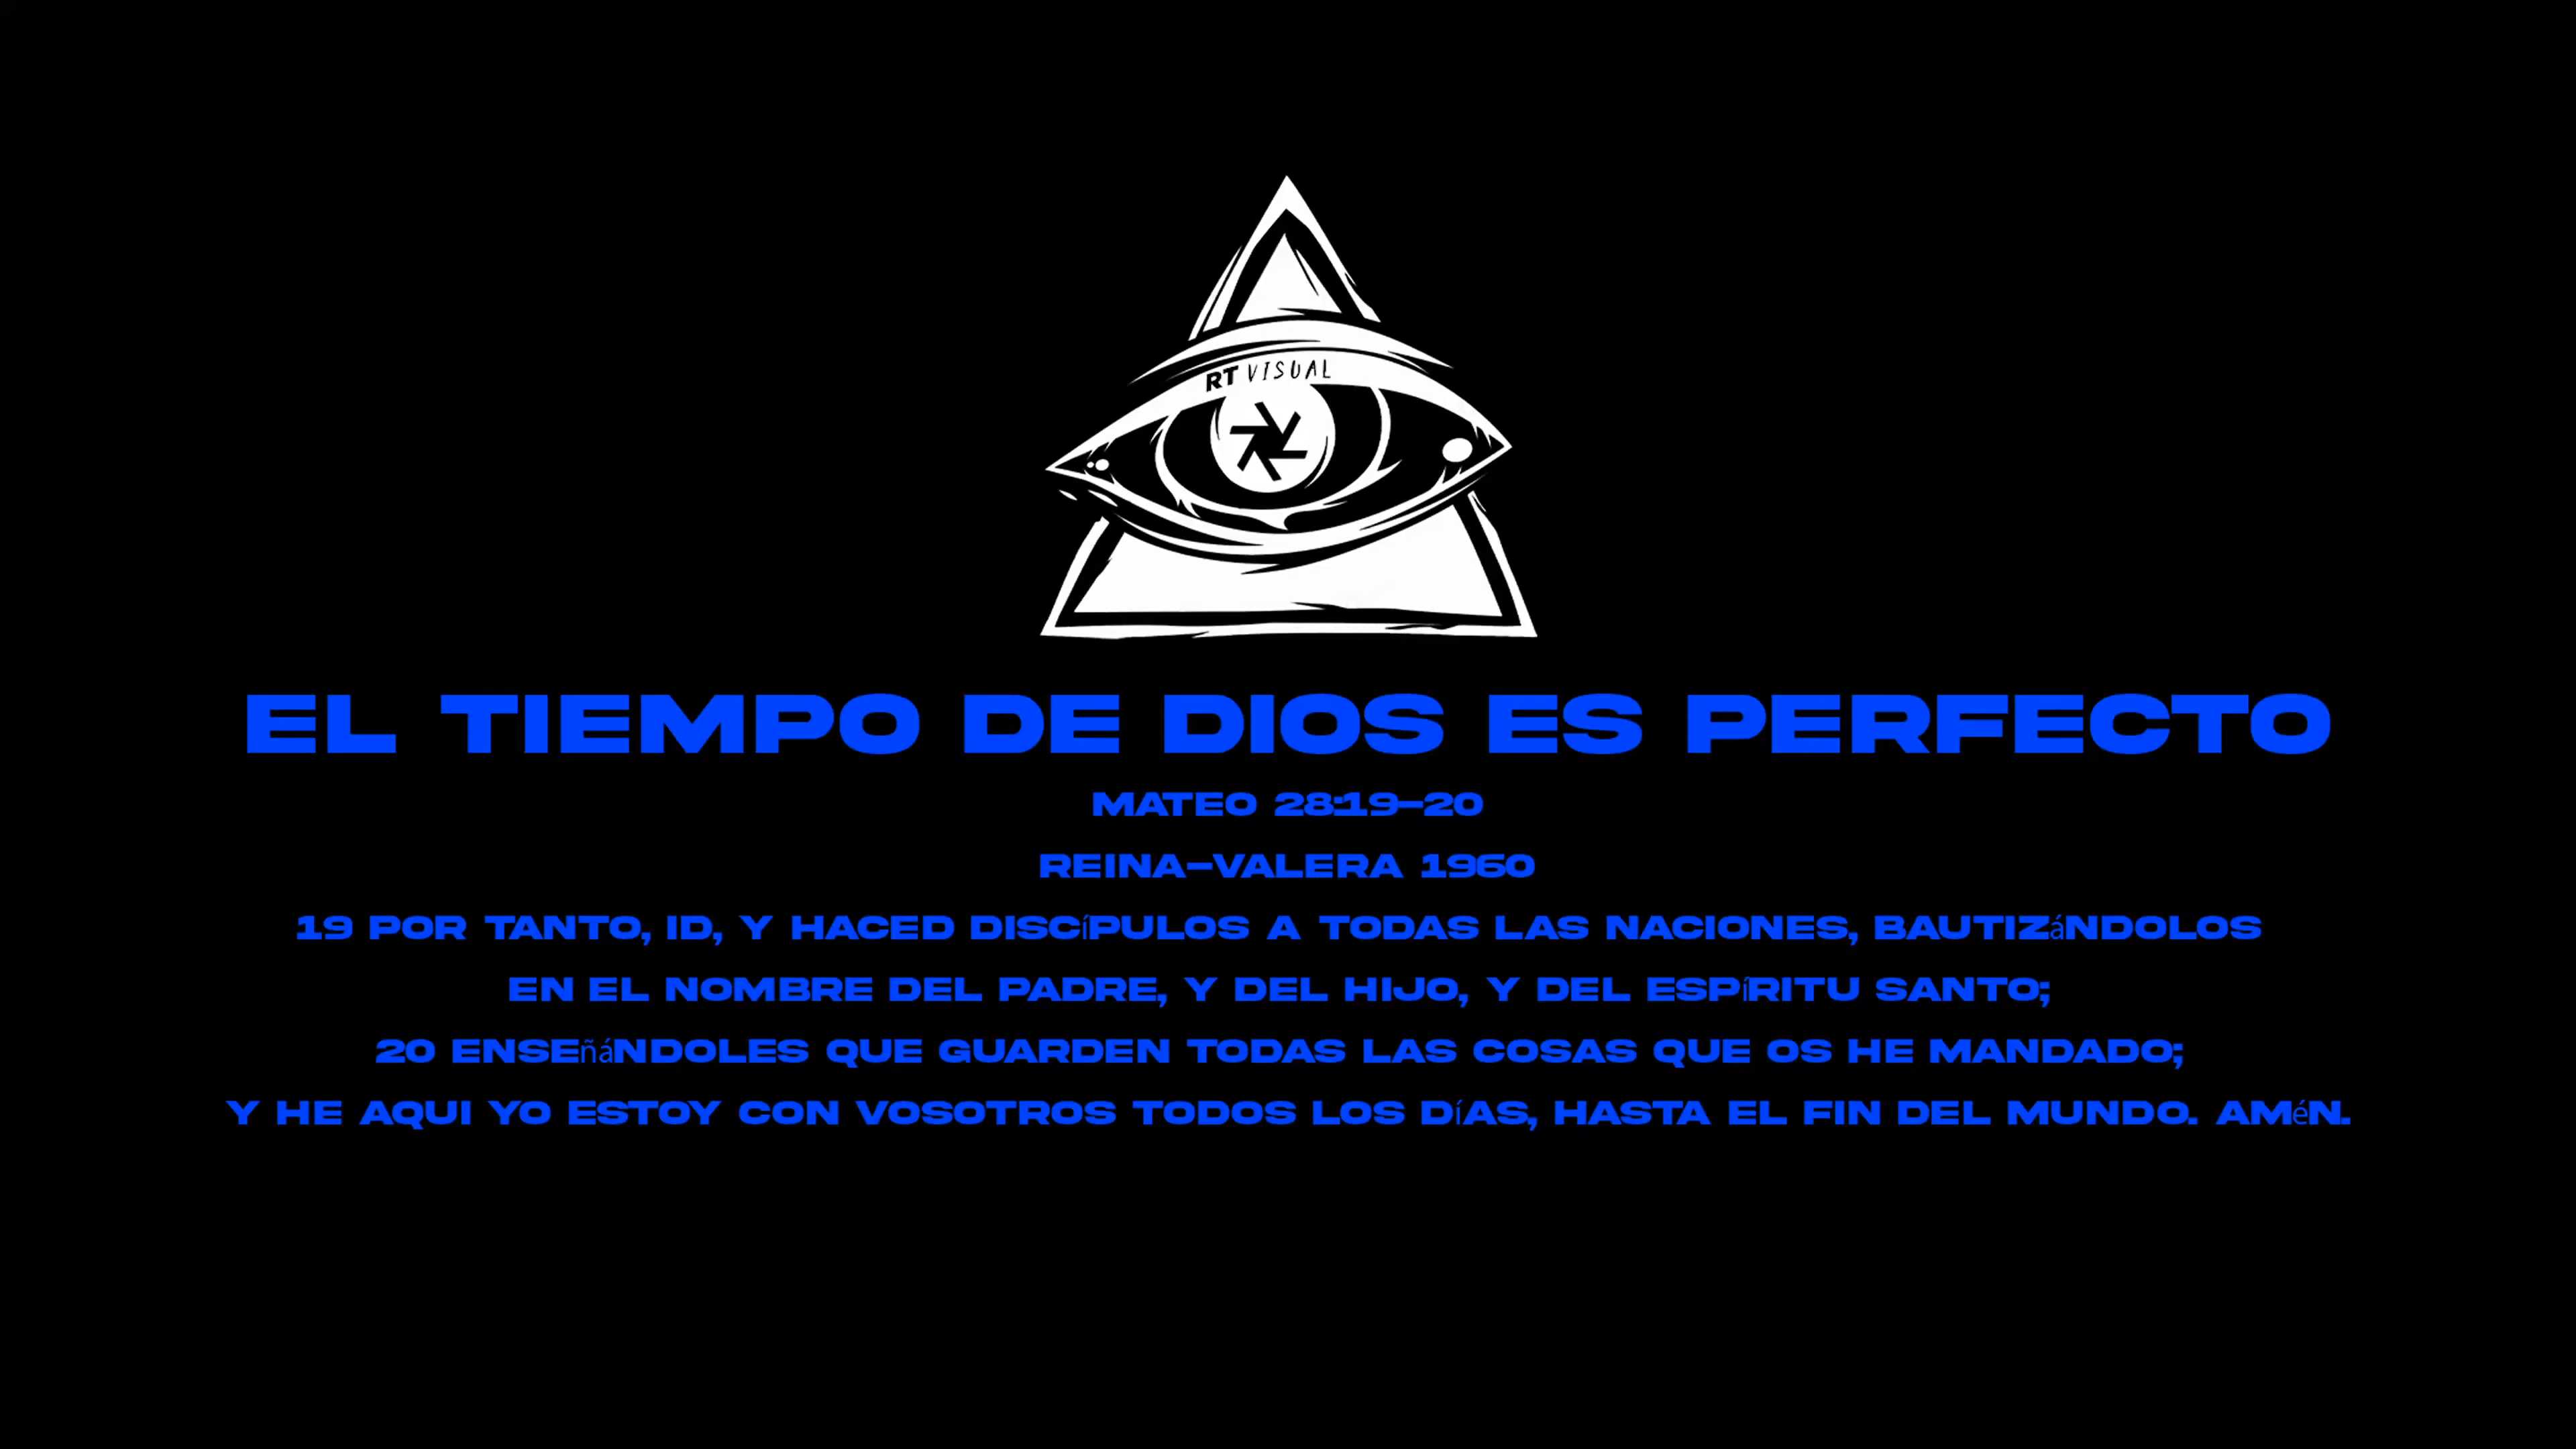 RT VISUAL
EL TIEMPO DE DIOS ES PERFECTO
MATEO 28:19-20
REINA-VALERA 1960
19 POR TANTO, ID, Y HACED DISCíPULOS A TODAS LAS NACIONES, BAUTIZáNDOLOS
EN EL NOMBRE DEL PADRE, Y DEL HIJO, Y DEL ESPíRITU SANTO;
20 ENSEñáNDOLES QUE GUARDEN TODAS LAS COSAS QUE OS HE MANDADO;
Y HE AQUI YO ESTOY CON VOSOTROS TODOS LOS DíAS, HASTA EL FIN DEL MUNDO. AMéN.